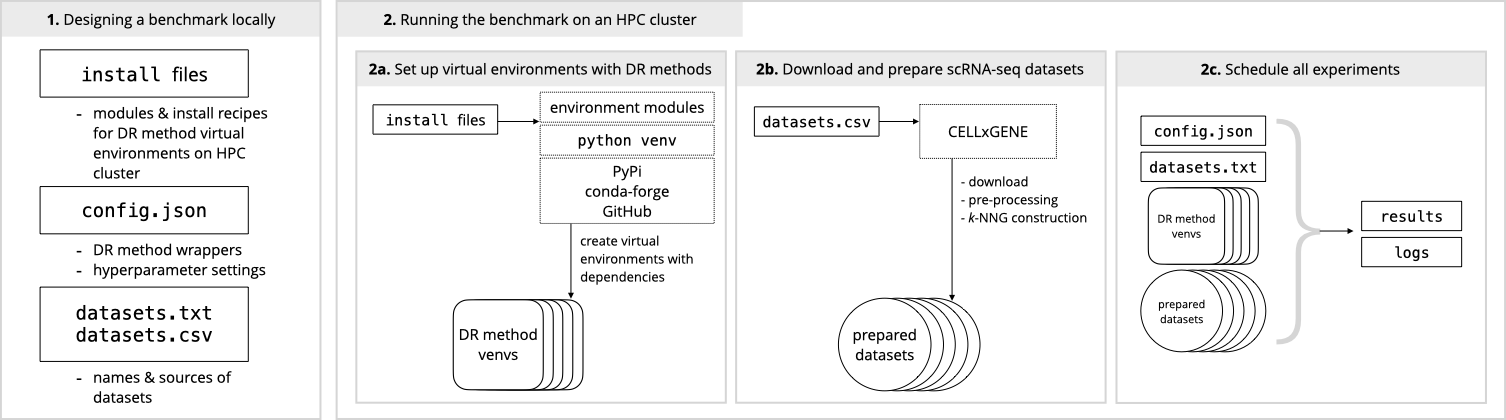 1. Designing a benchmark locally
install files
- modules & install recipes
for DR method virtual
environments on HPC
cluster
config.json
- DR method wrappers
- hyperparameter settings
datasets.txt
datasets.csv
- names & sources of
datasets
2. Running the benchmark on an HPC cluster
2a. Set up virtual environments with DR methods
install files
environment modules
python venv
PyPi
conda-forge
GitHub
create virtual
environments with
dependencies
DR method
venvs
2b. Download and prepare scRNA-seq datasets
datasets.csv
CELLxGENE
- download
- pre-processing
- k-NNG construction
prepared
datasets
2c. Schedule all experiments
config.json
datasets.txt
DR method
venvs
prepared
datasets
results
logs